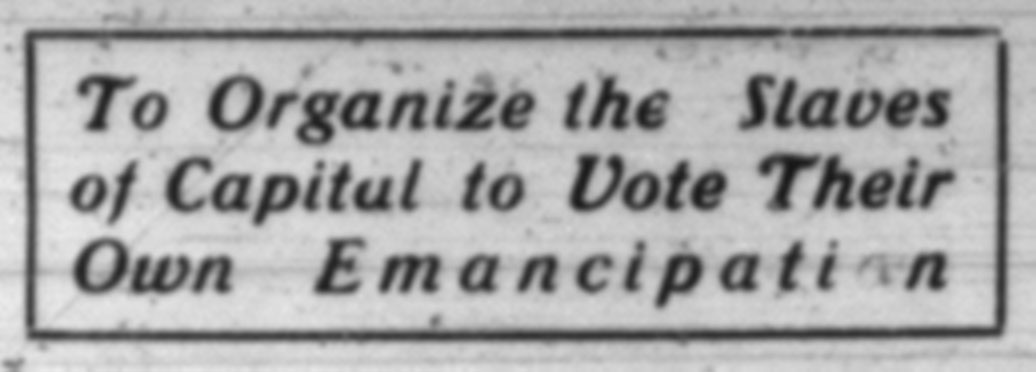 To Organize the Slaves
of Capital to Vote Their
Own Emancipation